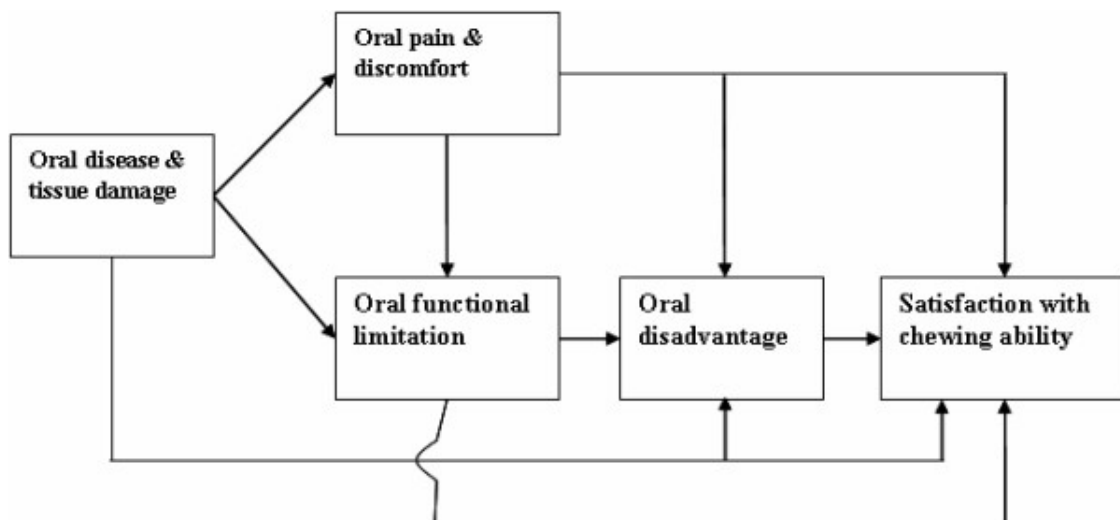 Oral pain &
discomfort
Oral disease &
tissue damage
Oral functional
limitation
Oral
disadvantage
Satisfaction with
chewing ability